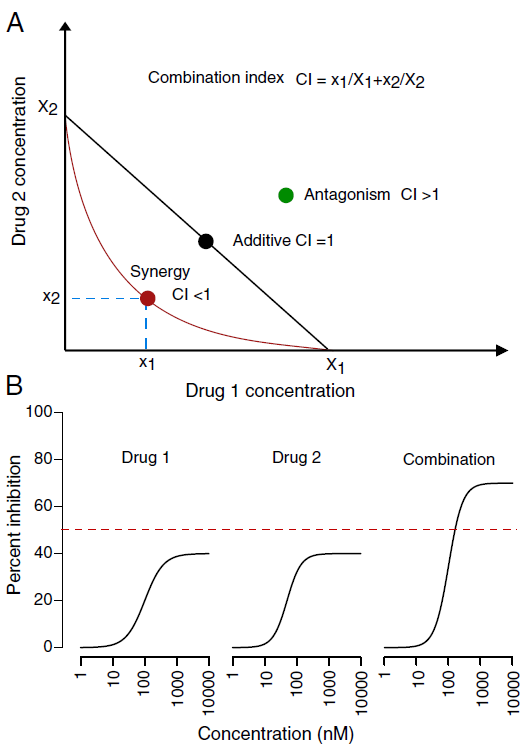 A
Combination index CI = x1/X1+x2/X2
X2
Drug 2 concentration
Antagonism CI >1
Additive CI =1
Synergy
CI <1
x2
x1
X1
Drug 1 concentration
B
100
80
60
40
20
0
Percent inhibition
Drug 1
Drug 2
Combination
1 10 100 1000 10000
1 10 100 1000 10000
1 10 100 1000 10000
Concentration (nM)